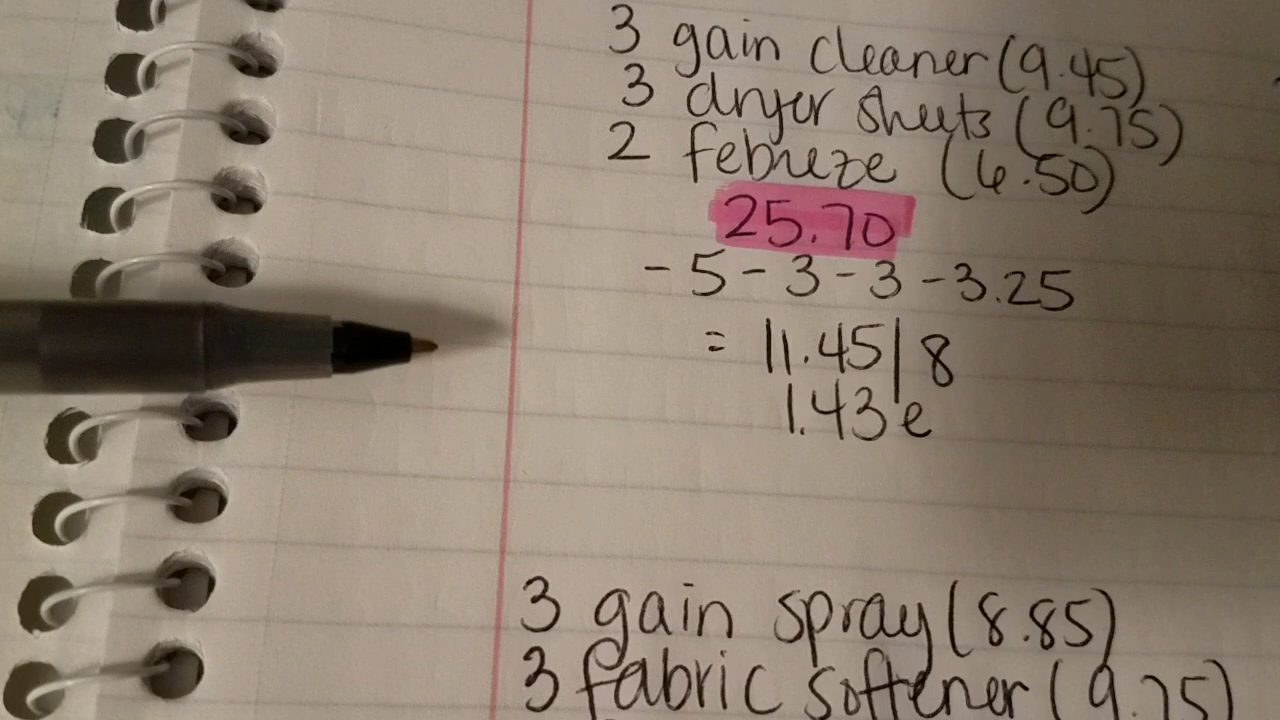 3 gain cleaner (9.45)
3 dryer sheets (9.75)
2 febreze (6.50)
25.70
-5-3-3-3.25
= 11.45|8
1.43e
3 gain spray (8.85)
3 fabric softener (9.75)